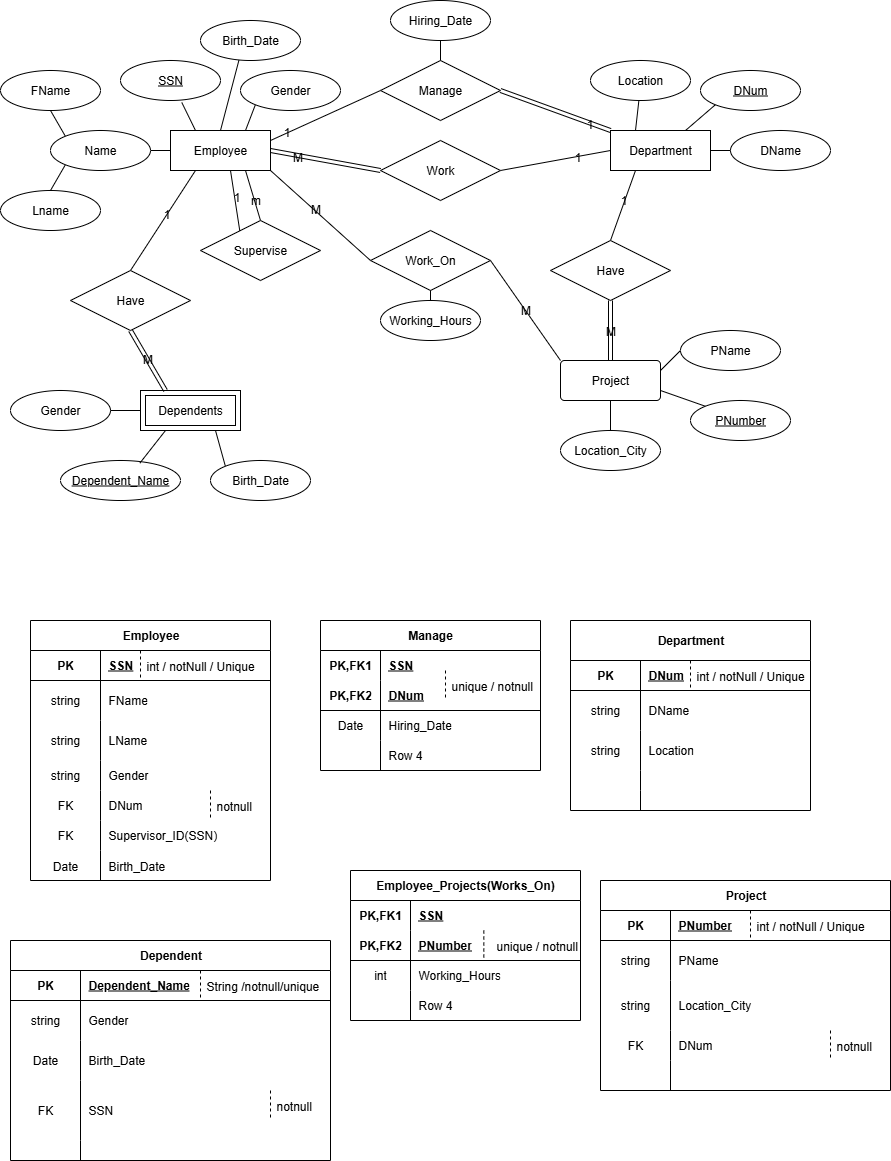 Hiring_Date
Birth_Date
SSN
Gender
FName
Manage
Location
DNum
1
1
Name
Employee
Department
DName
M
Work
1
Lname
1
m
M
1
1
Supervise
Work_On
Have
Have
Working_Hours
M
M
M
PName
Project
Gender
Dependents
PNumber
Location_City
Dependent_Name
Birth_Date
Employee
PK SSN int / notNull / Unique
string FName
string LName
string Gender
FK DNum notnull
FK Supervisor_ID(SSN)
Date Birth_Date
Manage
PK,FK1 SSN
unique / notnull
PK,FK2 DNum
Date Hiring_Date
Row 4
Department
PK DNum int / notNull / Unique
string DName
string Location
Employee_Projects(Works_On)
PK,FK1 SSN
PK,FK2 PNumber unique / notnull
int Working_Hours
Row 4
Project
PK PNumber int / notNull / Unique
string PName
string Location_City
FK DNum notnull
Dependent
PK Dependent_Name String /notnull/unique
string Gender
Date Birth_Date
FK SSN notnull